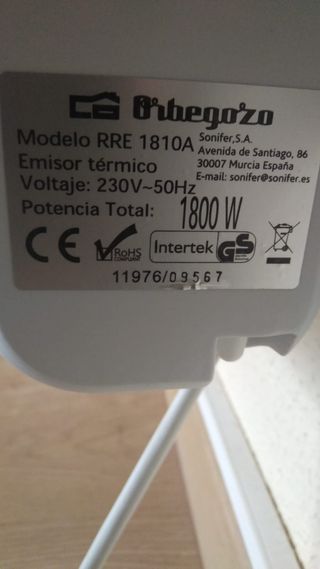 Orbegozo
Modelo RRE 1810A
Sonifer,S.A.
Avenida de Santiago, 86
30007 Murcia España
E-mail: sonifer@sonifer.es
Emisor térmico
Voltaje: 230V~50Hz
Potencia Total: 1800 W
CE
RoHS
COMPLIANT
Intertek
GS
11976/09567